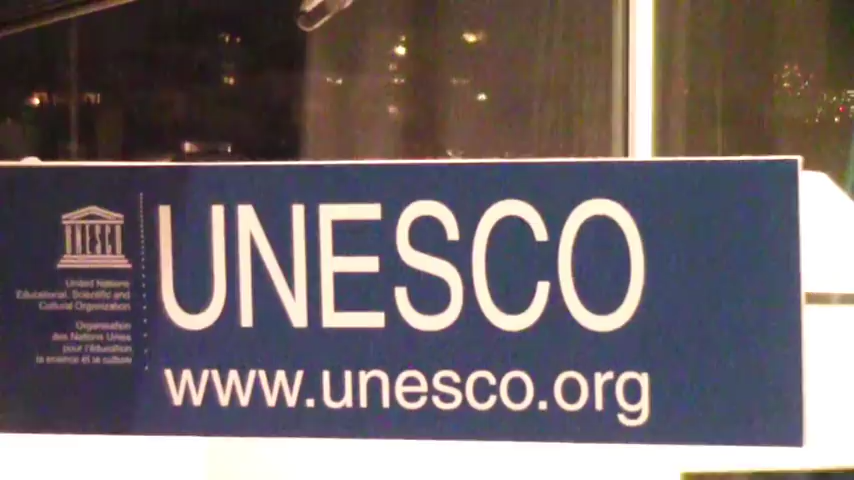 UNESCO
United Nations
Educational, Scientific and
Cultural Organization
Organisation
des Nations Unies
pour l'éducation
la science et la culture
UNESCO
www.unesco.org